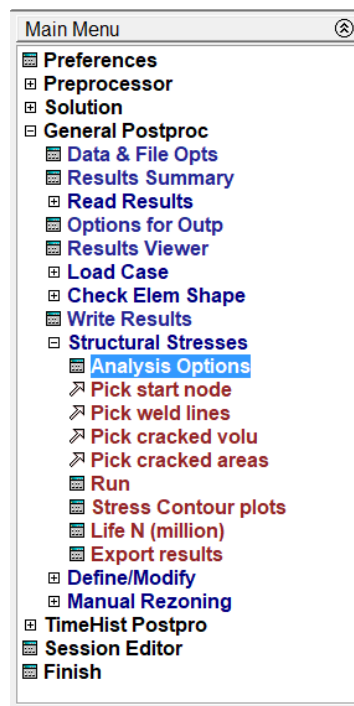 Main Menu
Preferences
Preprocessor
Solution
General Postproc
Data & File Opts
Results Summary
Read Results
Options for Outp
Results Viewer
Load Case
Check Elem Shape
Write Results
Structural Stresses
Analysis Options
Pick start node
Pick weld lines
Pick cracked volu
Pick cracked areas
Run
Stress Contour plots
Life N (million)
Export results
Define/Modify
Manual Rezoning
TimeHist Postpro
Session Editor
Finish